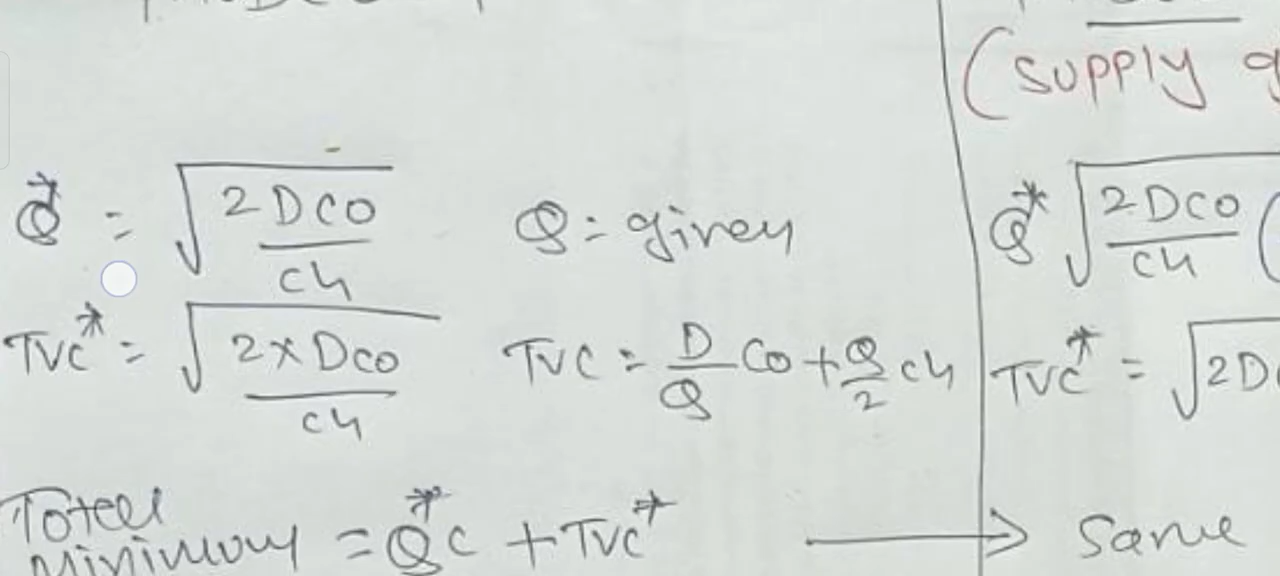 (Supply
Q* = √(2DCo/Ch)
Q = given
Q* √(2DCo/Ch) (
TVC* = √(2×DCo/Ch)
TVC = D/Q Co + Q/2 Ch
TVC* = √2D
Total
Minimum = Q*C + TVC* → Same